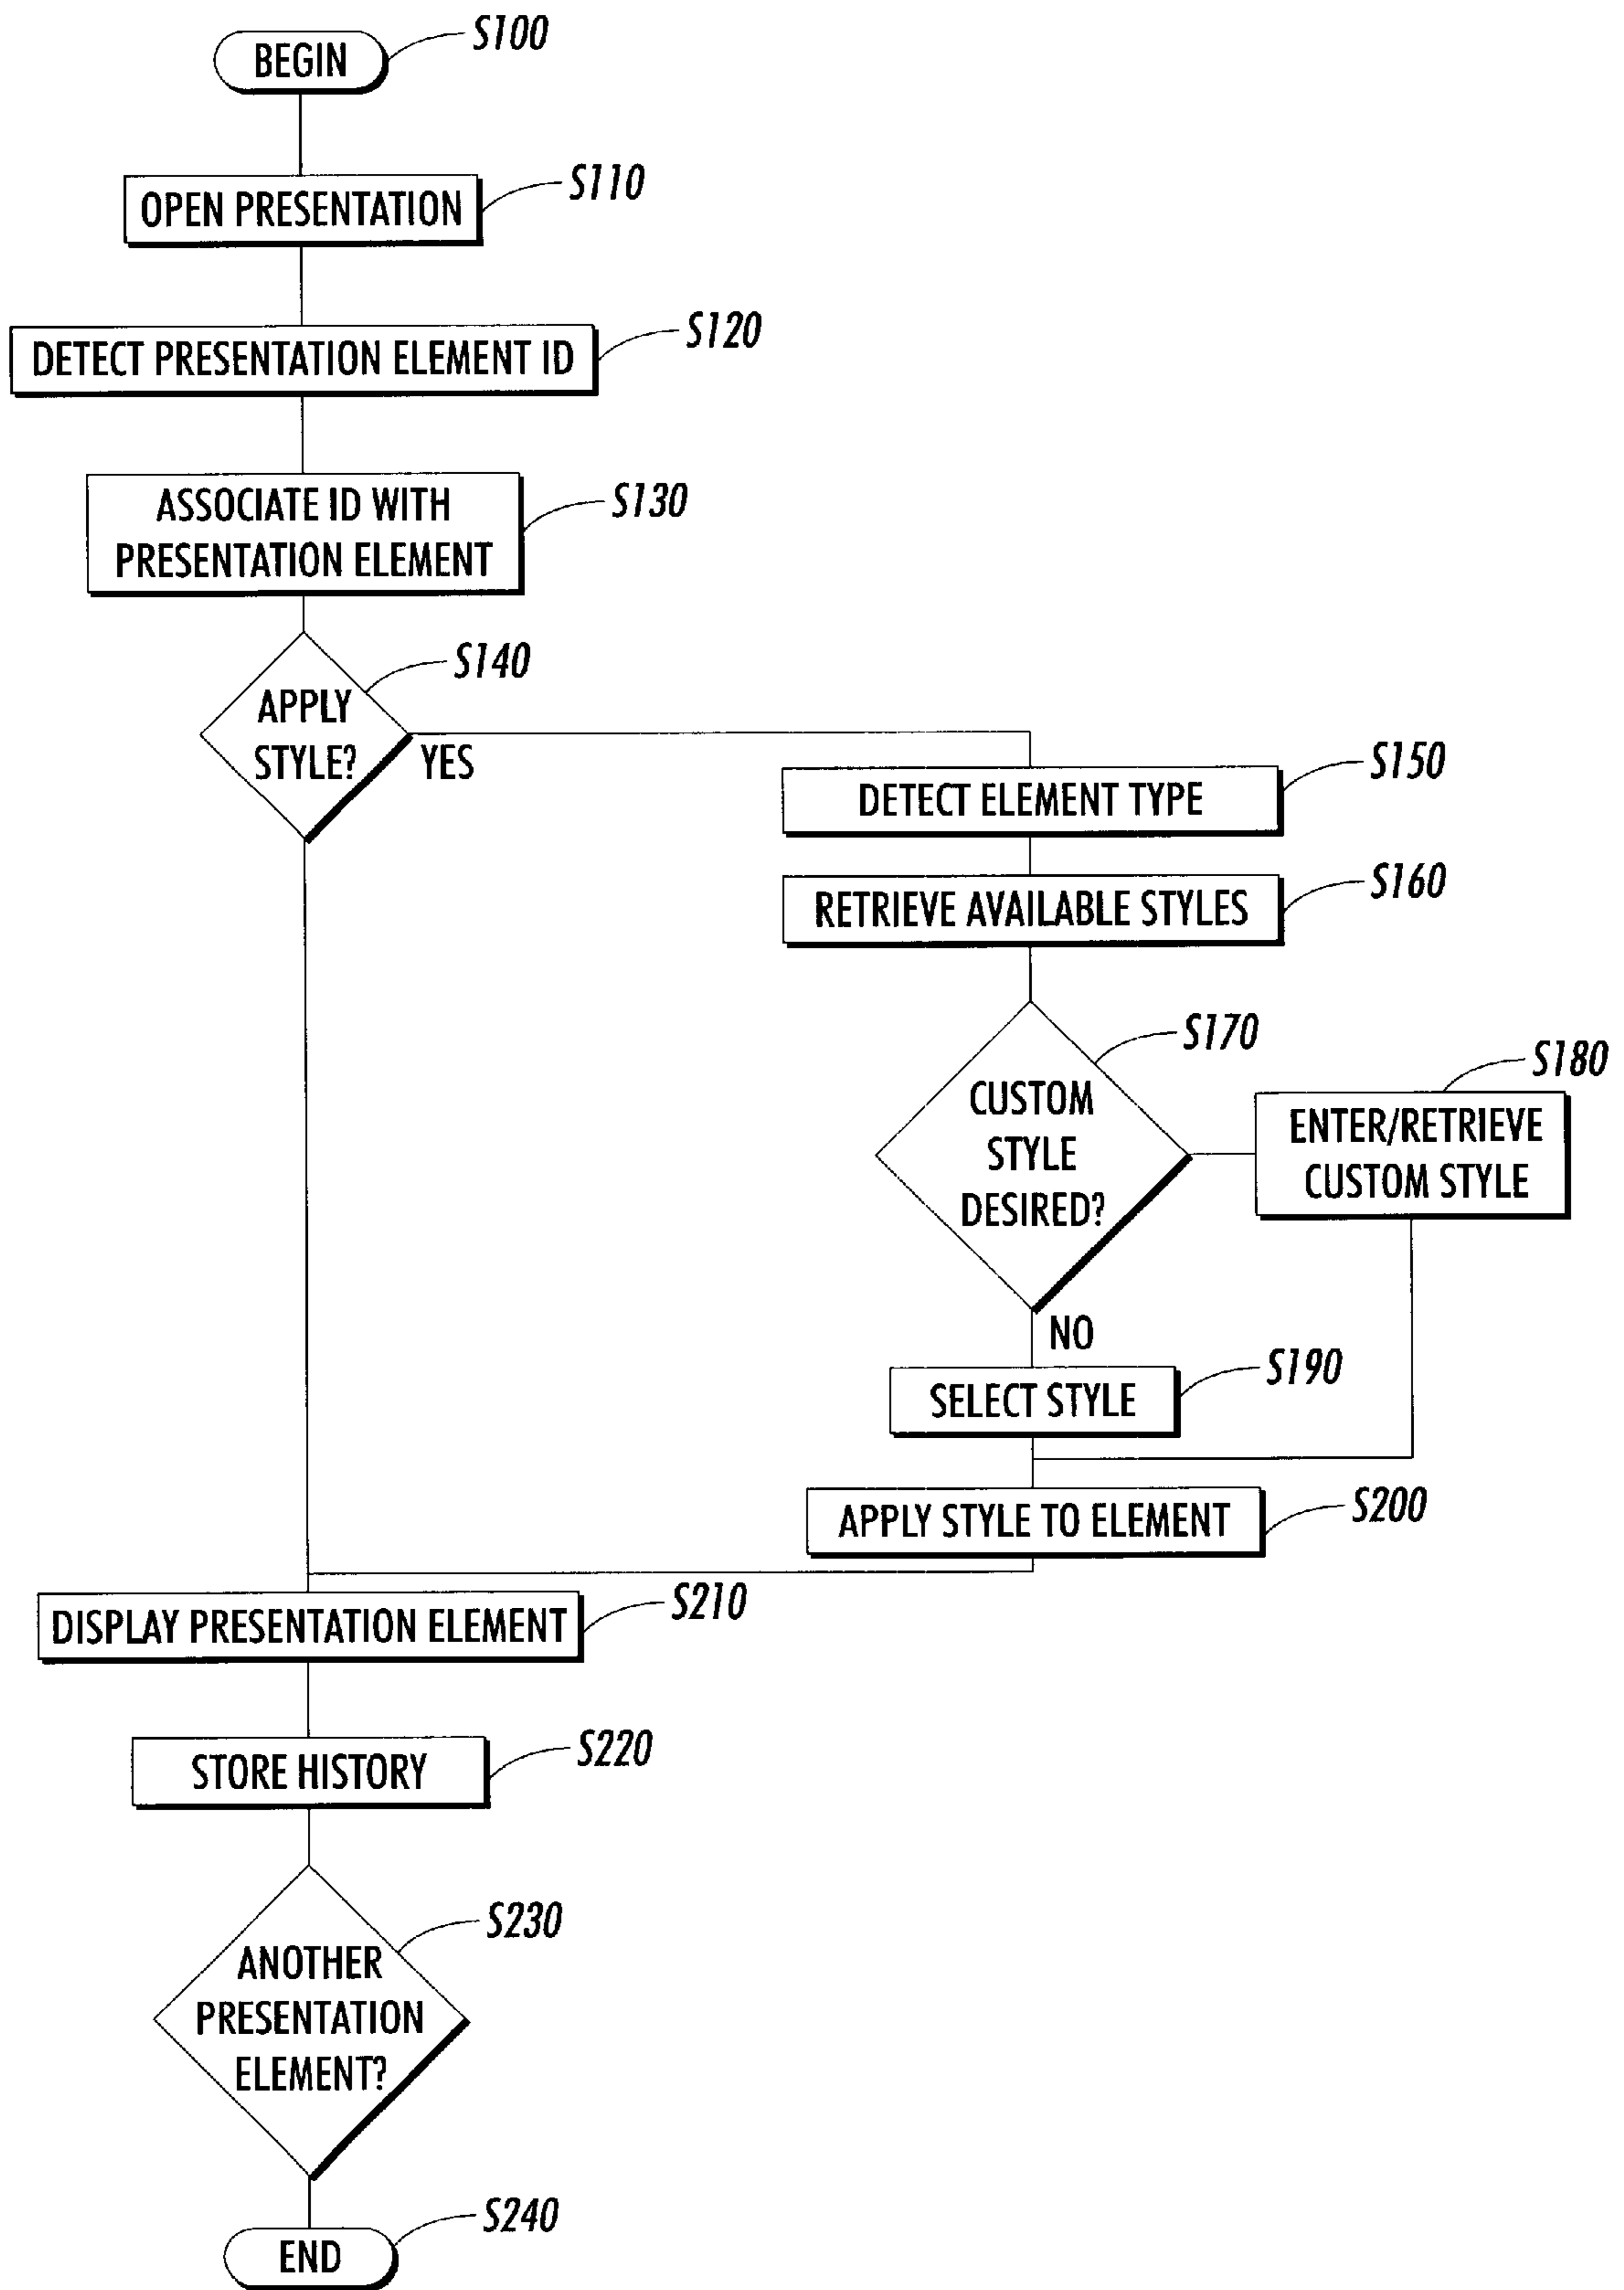 BEGIN
S100
OPEN PRESENTATION
S110
DETECT PRESENTATION ELEMENT ID
S120
ASSOCIATE ID WITH
PRESENTATION ELEMENT
S130
APPLY
STYLE?
S140
YES
DETECT ELEMENT TYPE
S150
RETRIEVE AVAILABLE STYLES
S160
CUSTOM
STYLE
DESIRED?
S170
ENTER/RETRIEVE
CUSTOM STYLE
S180
NO
SELECT STYLE
S190
APPLY STYLE TO ELEMENT
S200
DISPLAY PRESENTATION ELEMENT
S210
STORE HISTORY
S220
ANOTHER
PRESENTATION
ELEMENT?
S230
END
S240